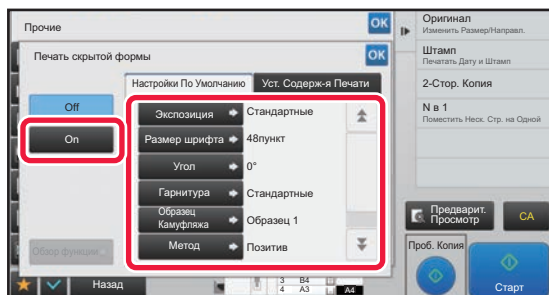 Прочие
OK
Печать скрытой формы
OK
Настройки По Умолчанию
Уст. Содерж-я Печати
Off
On
Экспозиция
Стандартные
Размер шрифта
48пункт
Угол
0°
Гарнитура
Стандартные
Образец
Камуфляжа
Образец 1
Метод
Позитив
Обзор функции
Назад
3 B4
4 A3
A4
Оригинал
Изменить Размер/Направл.
Штамп
Печатать Дату и Штамп
2-Стор. Копия
N в 1
Поместить Неск. Стр. на Одной
Предварит.
Просмотр
CA
Проб. Копия
Старт